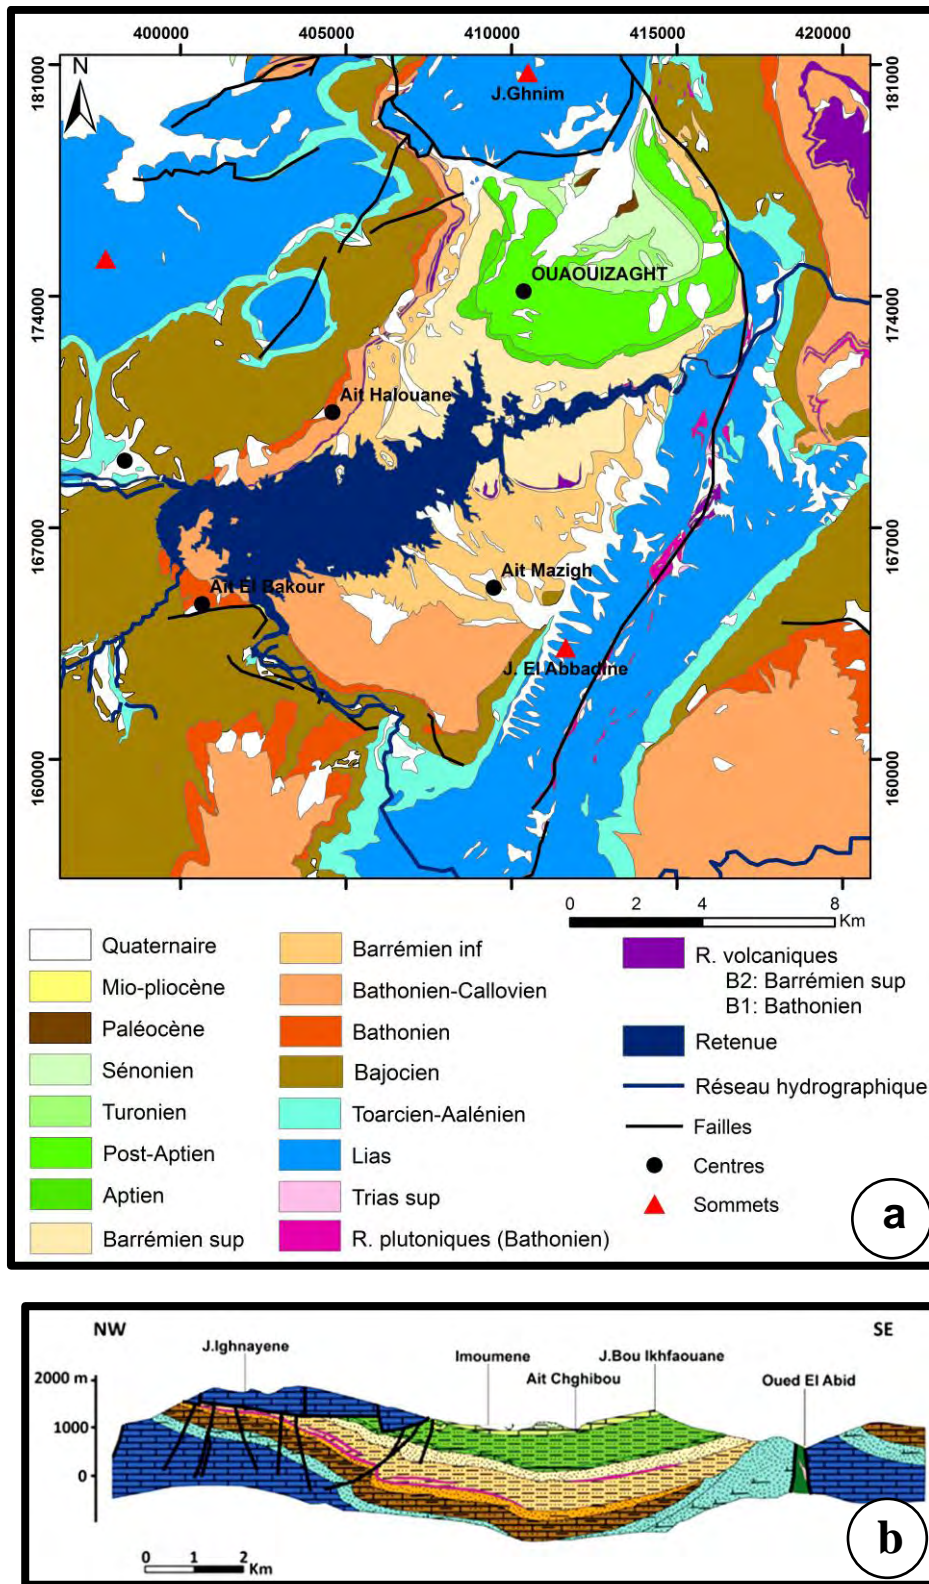 400000 405000 410000 415000 420000
181000 181000
N
J.Ghnim
OUAOUIZAGHT
174000 174000
Ait Halouane
167000 167000
Ait Mazigh
Ait El Bakour
J. El Abbadine
160000 160000
0 2 4 8
Km
Quaternaire
Mio-pliocène
Paléocène
Sénonien
Turonien
Post-Aptien
Aptien
Barrémien sup
Barrémien inf
Bathonien-Callovien
Bathonien
Bajocien
Toarcien-Aalénien
Lias
Trias sup
R. plutoniques (Bathonien)
R. volcaniques
B2: Barrémien sup
B1: Bathonien
Retenue
Réseau hydrographique
Failles
Centres
Sommets
a
NW SE
J.Ighnayene
Imoumene
J.Bou Ikhfaouane
Ait Chghibou
Oued El Abid
2000 m
1000
0
0 1 2
Km
b